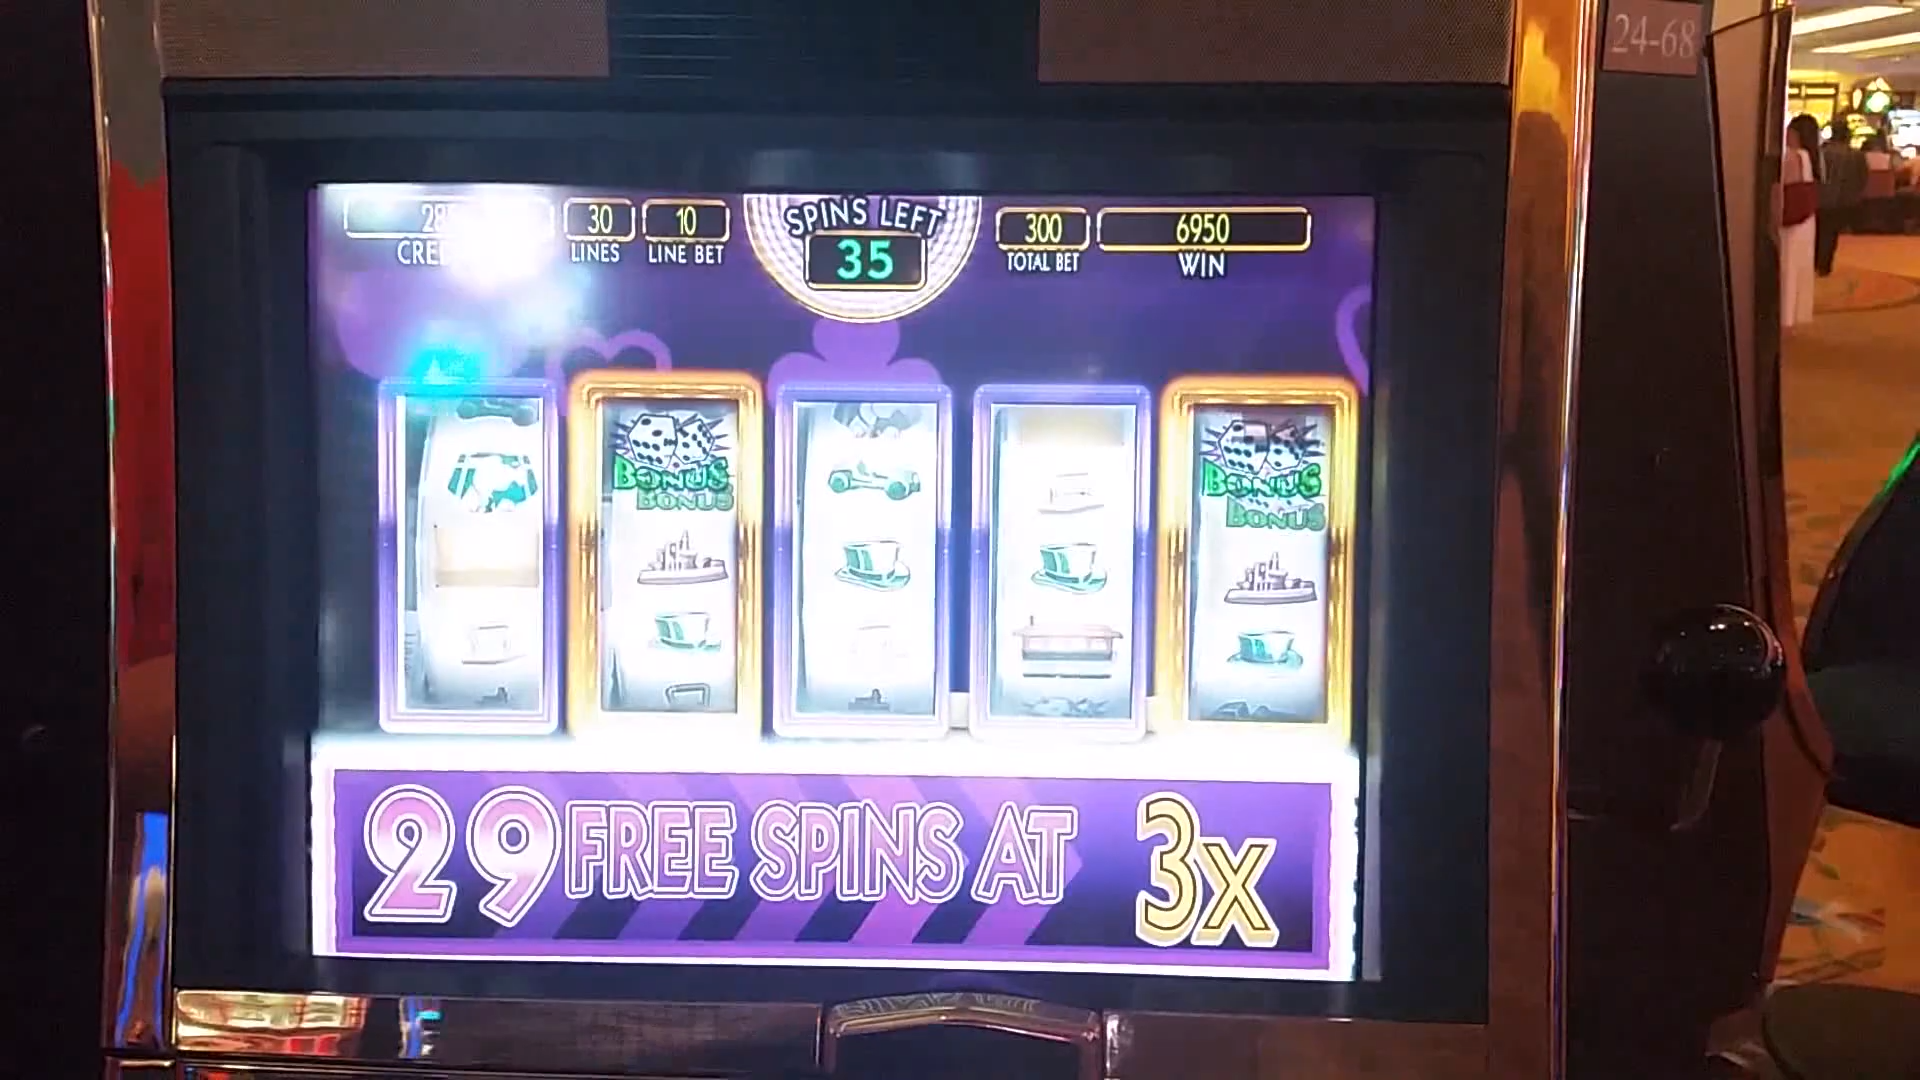 24-68
SPINS LEFT
30
10
35
300
6950
LINES
LINE BET
TOTAL BET
WIN
BONUS
BONUS
BONUS
BONUS
29 FREE SPINS AT 3x